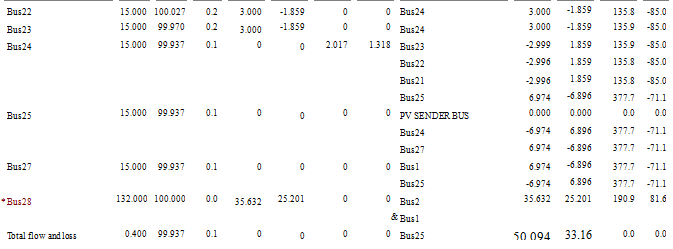 Bus22 15.000 100.027 0.2 3.000 -1.859 0 0 Bus24 3.000 -1.859 135.8 -85.0
Bus23 15.000 99.970 0.2 3.000 -1.859 0 0 Bus24 3.000 -1.859 135.9 -85.0
Bus24 15.000 99.937 0.1 0 0 2.017 1.318 Bus23 -2.999 1.859 135.9 -85.0
Bus22 -2.996 1.859 135.8 -85.0
Bus21 -2.996 1.859 135.8 -85.0
Bus25 6.974 -6.896 377.7 -71.1
Bus25 15.000 99.937 0.1 0 0 0 0 PV SENDER BUS 0.000 0.000 0.0 0.0
Bus24 -6.974 6.896 377.7 -71.1
Bus27 6.974 -6.896 377.7 -71.1
Bus27 15.000 99.937 0.1 0 0 0 0 Bus1 6.974 -6.896 377.7 -71.1
Bus25 -6.974 6.896 377.7 -71.1
*Bus28 132.000 100.000 0.0 35.632 25.201 0 0 Bus2 35.632 25.201 190.9 81.6
& Bus1
Total flow and loss 0.400 99.937 0.1 0 0 0 0 Bus25 50.094 33.16 0.0 0.0